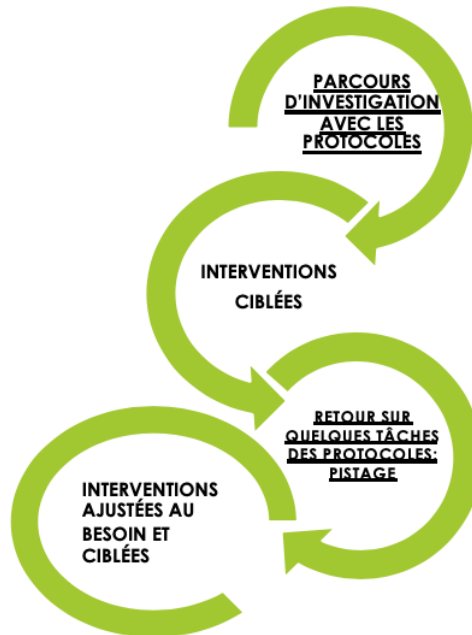 PARCOURS
D'INVESTIGATION
AVEC LES
PROTOCOLES
INTERVENTIONS
CIBLÉES
RETOUR SUR
QUELQUES TÂCHES
DES PROTOCOLES:
PISTAGE
INTERVENTIONS
AJUSTÉES AU
BESOIN ET
CIBLÉES